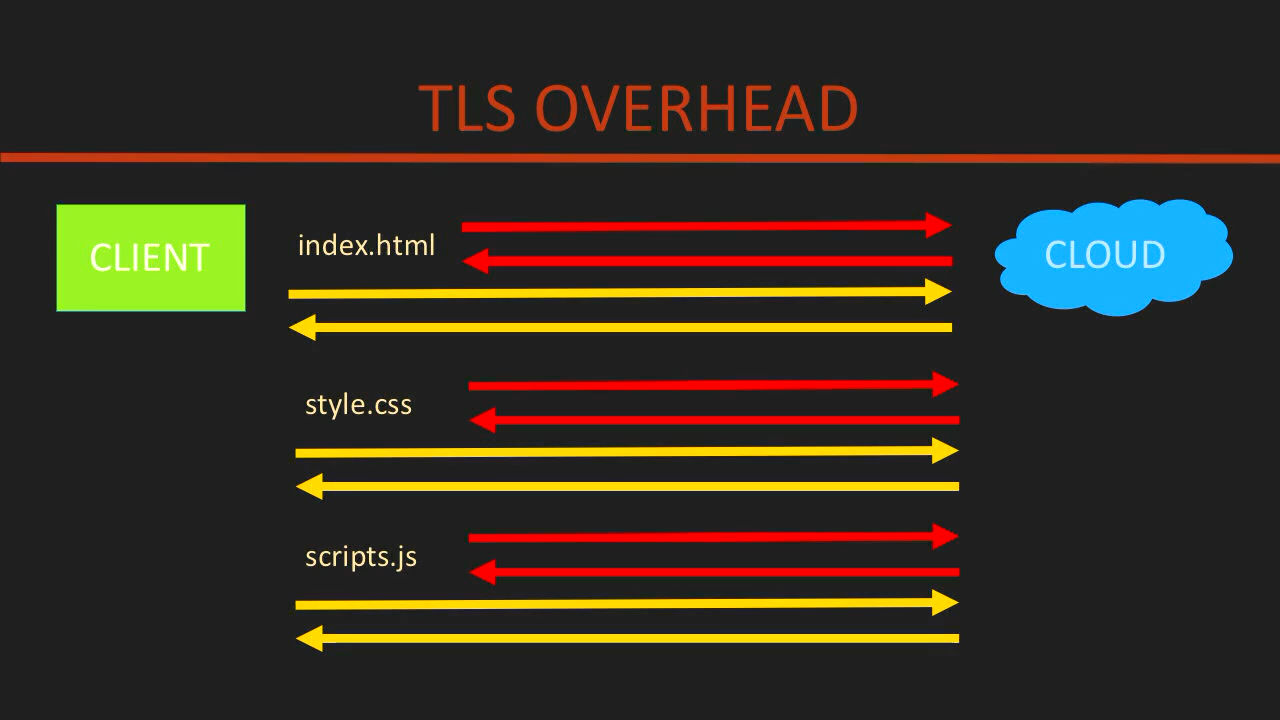 TLS OVERHEAD
CLIENT
index.html
CLOUD
style.css
scripts.js